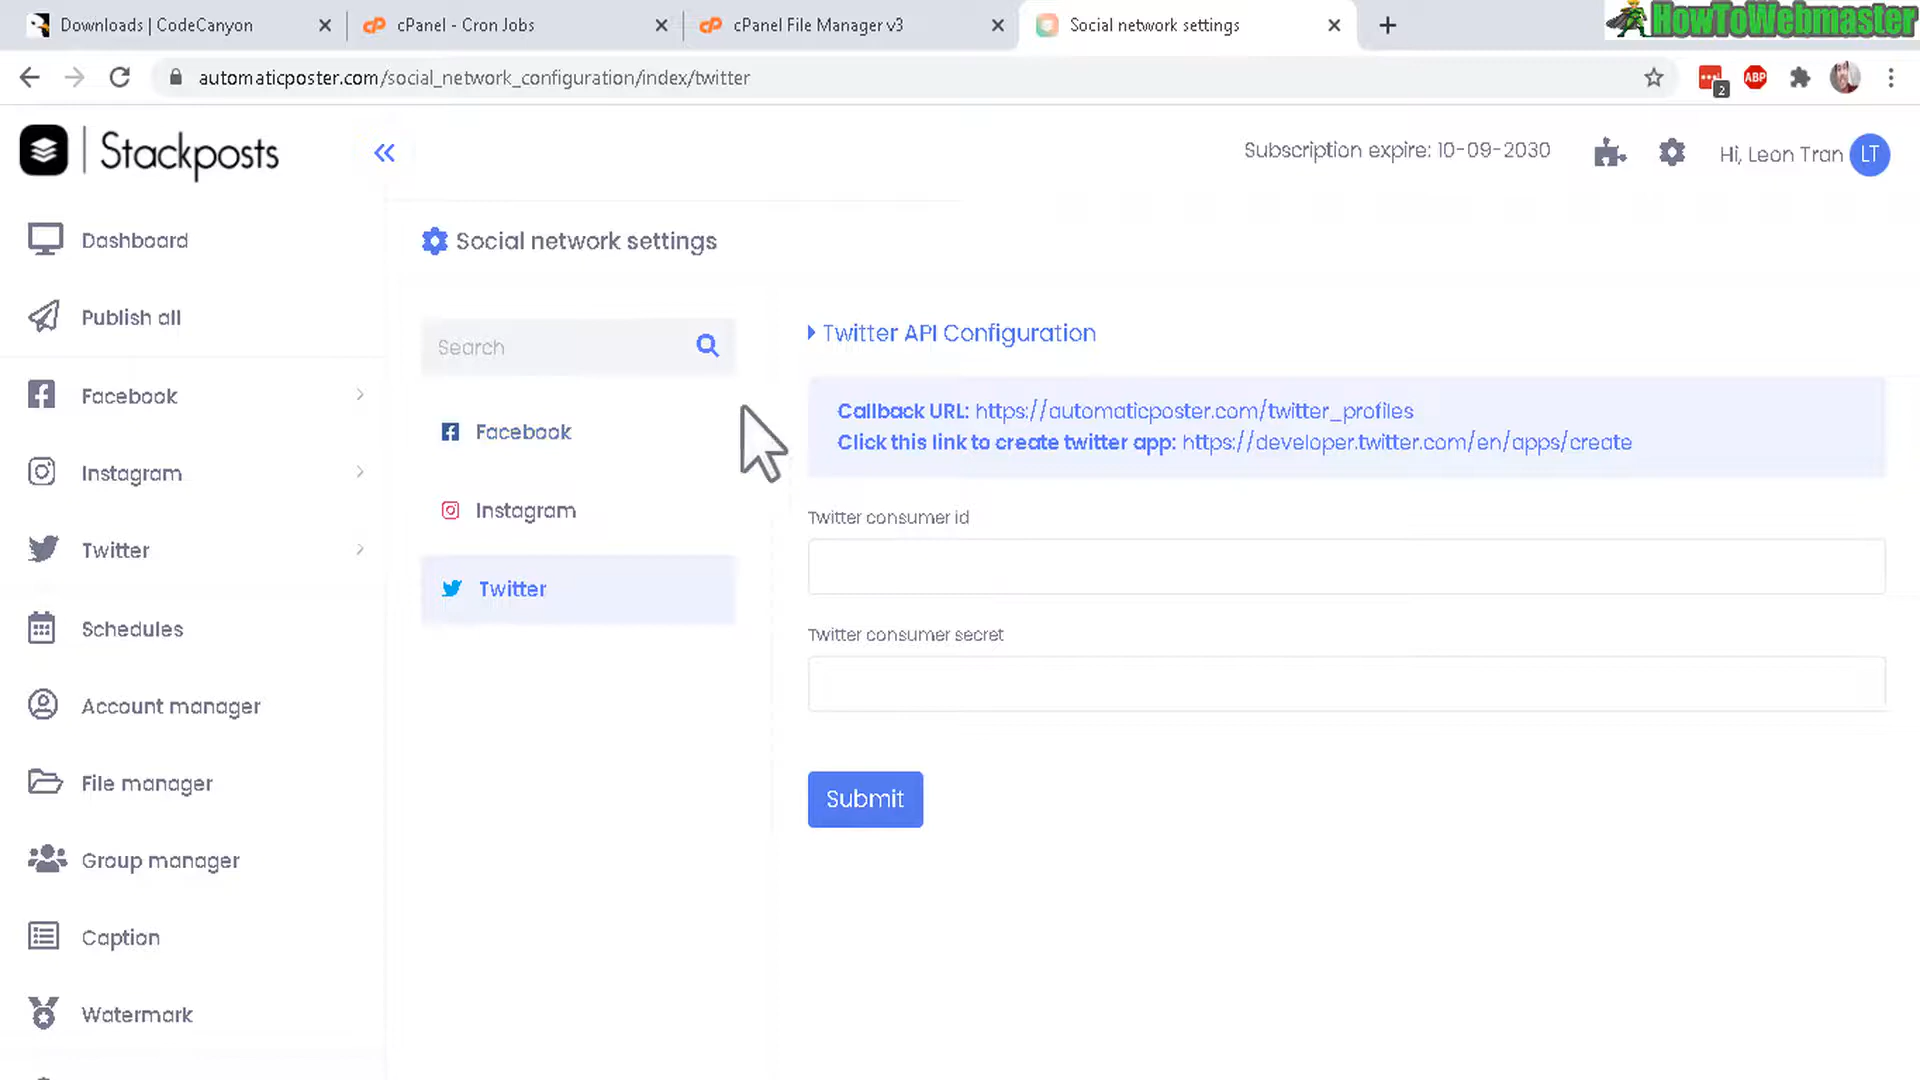 Downloads | CodeCanyon
cPanel - Cron Jobs
cPanel File Manager v3
Social network settings
HowToWebmaster
automaticposter.com/social_network_configuration/index/twitter
2
ABP
Stackposts
Subscription expire: 10-09-2030
Hi, Leon Tran
LT
Dashboard
Publish all
Facebook
Instagram
Twitter
Schedules
Account manager
File manager
Group manager
Caption
Watermark
Social network settings
Search
Facebook
Instagram
Twitter
Twitter API Configuration
Callback URL: https://automaticposter.com/twitter_profiles
Click this link to create twitter app: https://developer.twitter.com/en/apps/create
Twitter consumer id
Twitter consumer secret
Submit